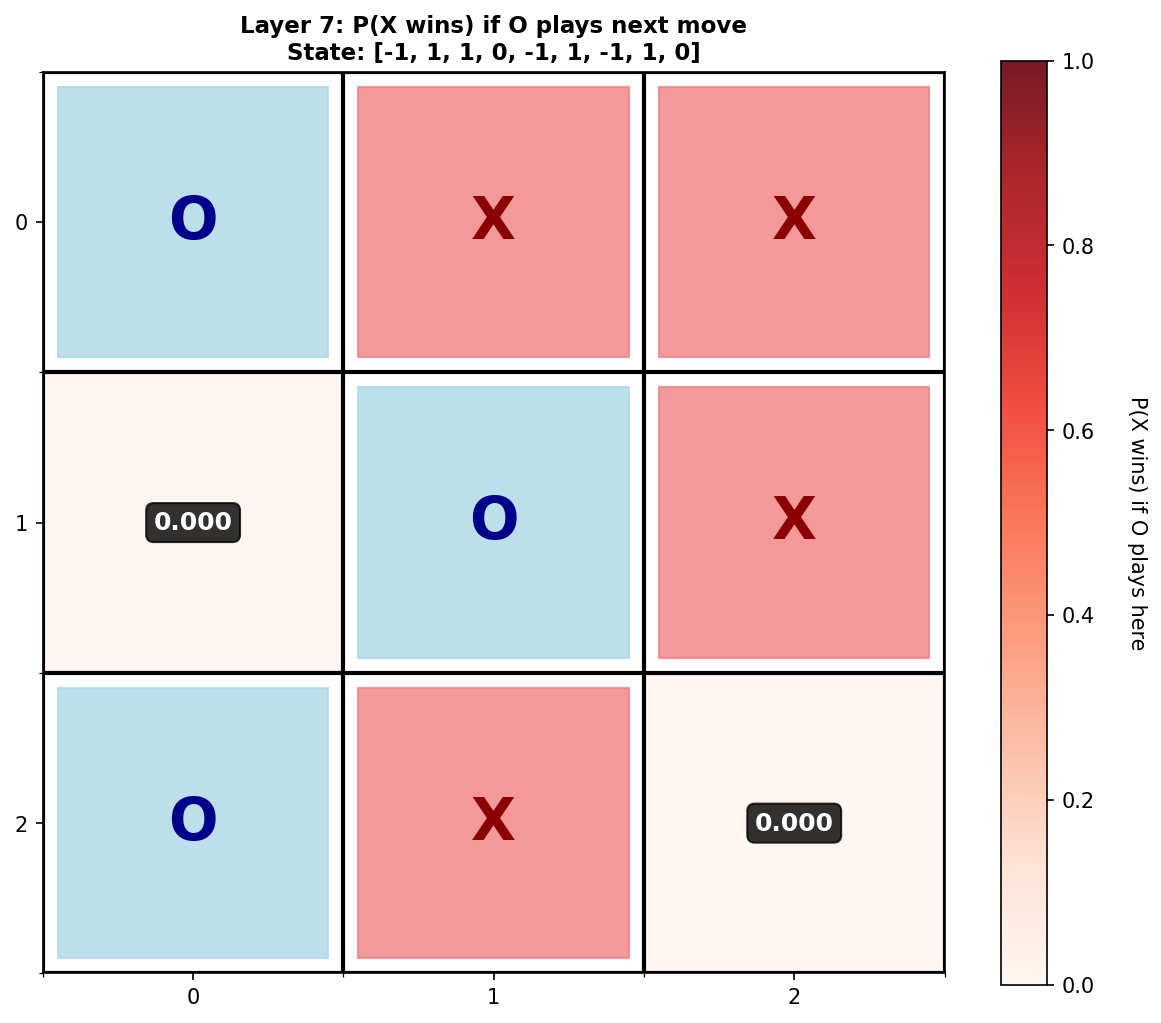 Layer 7: P(X wins) if O plays next move
State: [-1, 1, 1, 0, -1, 1, -1, 1, 0]
O X X
0.000 O X
O X 0.000
0
1
2
0 1 2
1.0
0.8
0.6
0.4
0.2
0.0
P(X wins) if O plays here